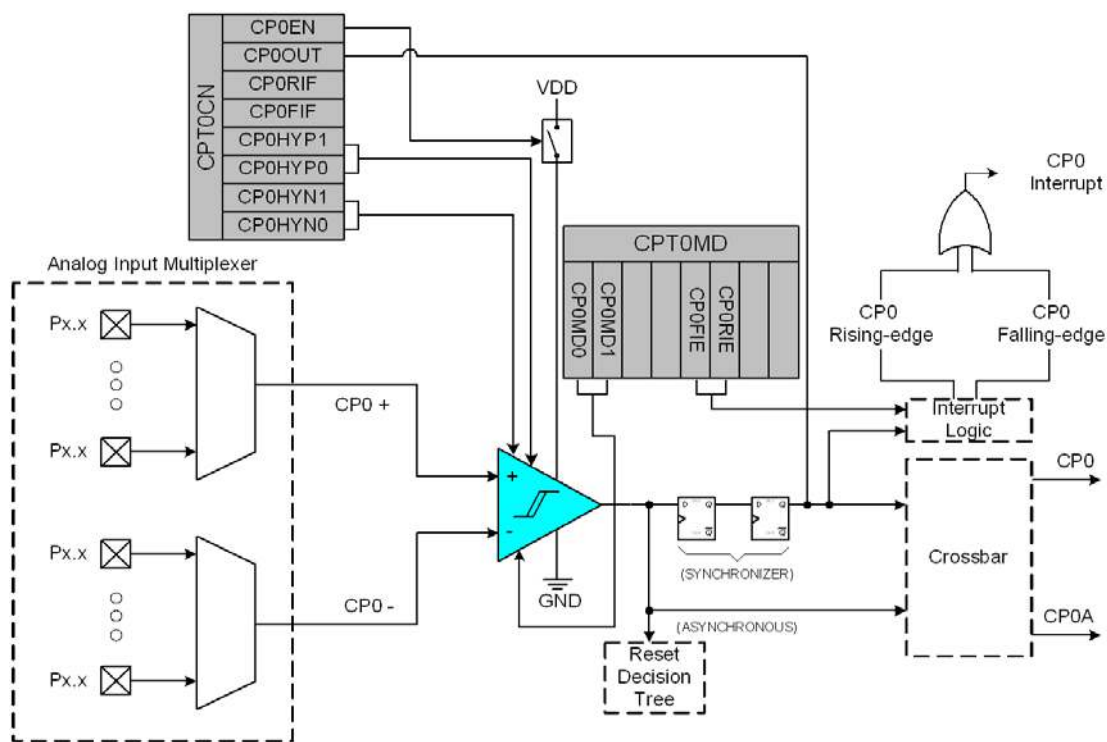 CPT0CN
CP0EN
CP0OUT
CP0RIF
CP0FIF
CP0HYP1
CP0HYP0
CP0HYN1
CP0HYN0
VDD
CP0
Interrupt
CPT0MD
CP0MD0
CP0MD1
CP0FIE
CP0RIE
CP0
Rising-edge
CP0
Falling-edge
Interrupt
Logic
Analog Input Multiplexer
Px.x
Px.x
CP0 +
Px.x
Px.x
CP0 -
+
-
GND
(SYNCHRONIZER)
(ASYNCHRONOUS)
Reset
Decision
Tree
Crossbar
CP0
CP0A